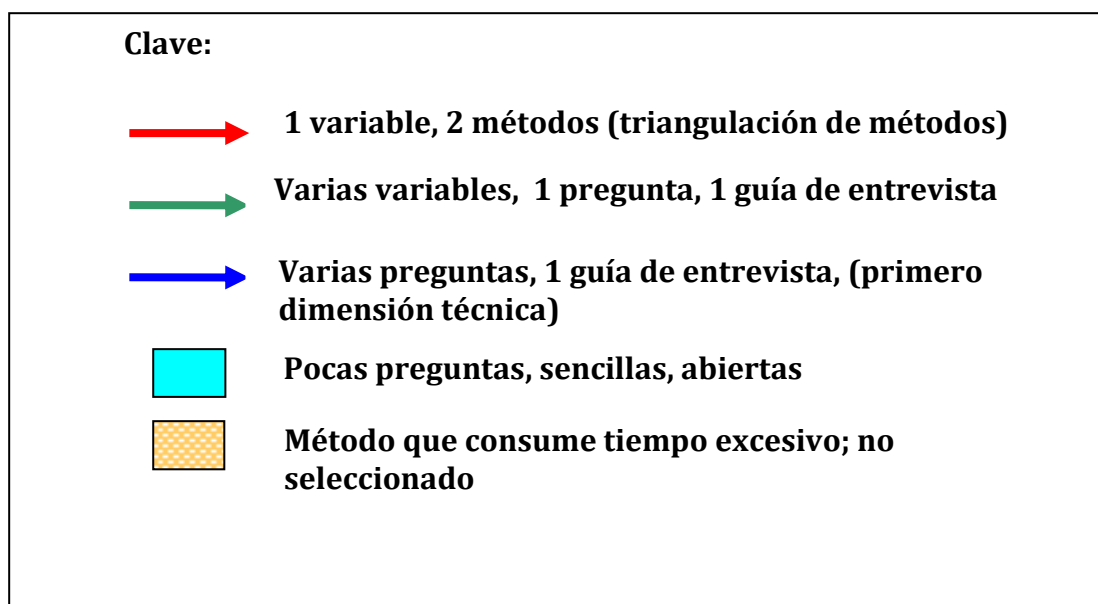 Clave:
1 variable, 2 métodos (triangulación de métodos)
Varias variables, 1 pregunta, 1 guía de entrevista
Varias preguntas, 1 guía de entrevista, (primero
dimensión técnica)
Pocas preguntas, sencillas, abiertas
Método que consume tiempo excesivo; no
seleccionado